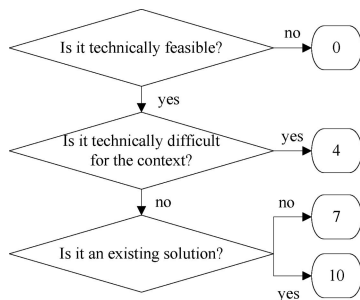 Is it technically feasible?
no
0
yes
Is it technically difficult
for the context?
yes
4
no
Is it an existing solution?
no
7
yes
10